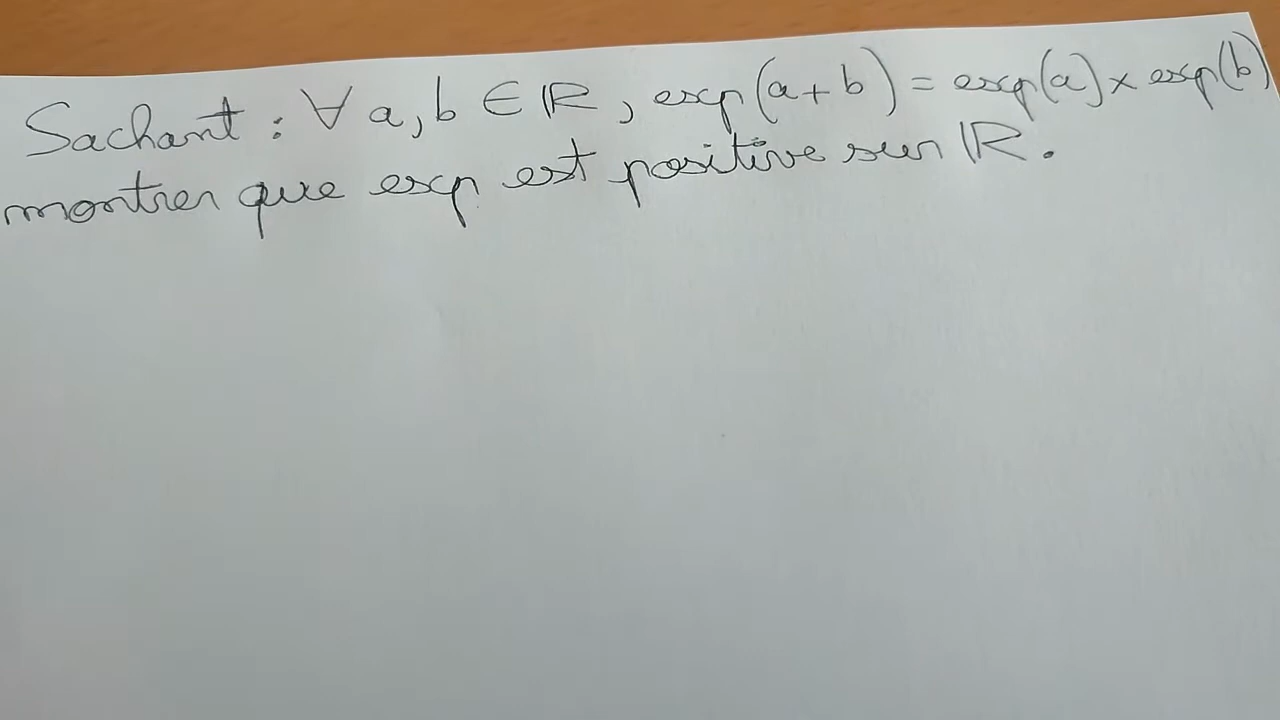 Sachant : ∀ a, b ∈ ℝ, exp(a+b) = exp(a) × exp(b)
montrer que exp est positive sur ℝ.